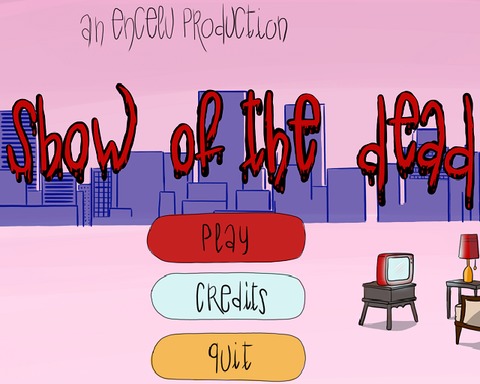 an encelu PRODUCTION
Show of the dead
Play
Credits
quit